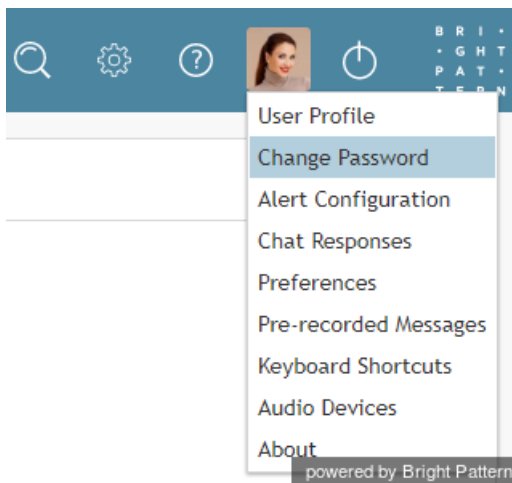 B R I •
• G H T
P A T •
T E R N
User Profile
Change Password
Alert Configuration
Chat Responses
Preferences
Pre-recorded Messages
Keyboard Shortcuts
Audio Devices
About
powered by Bright Pattern